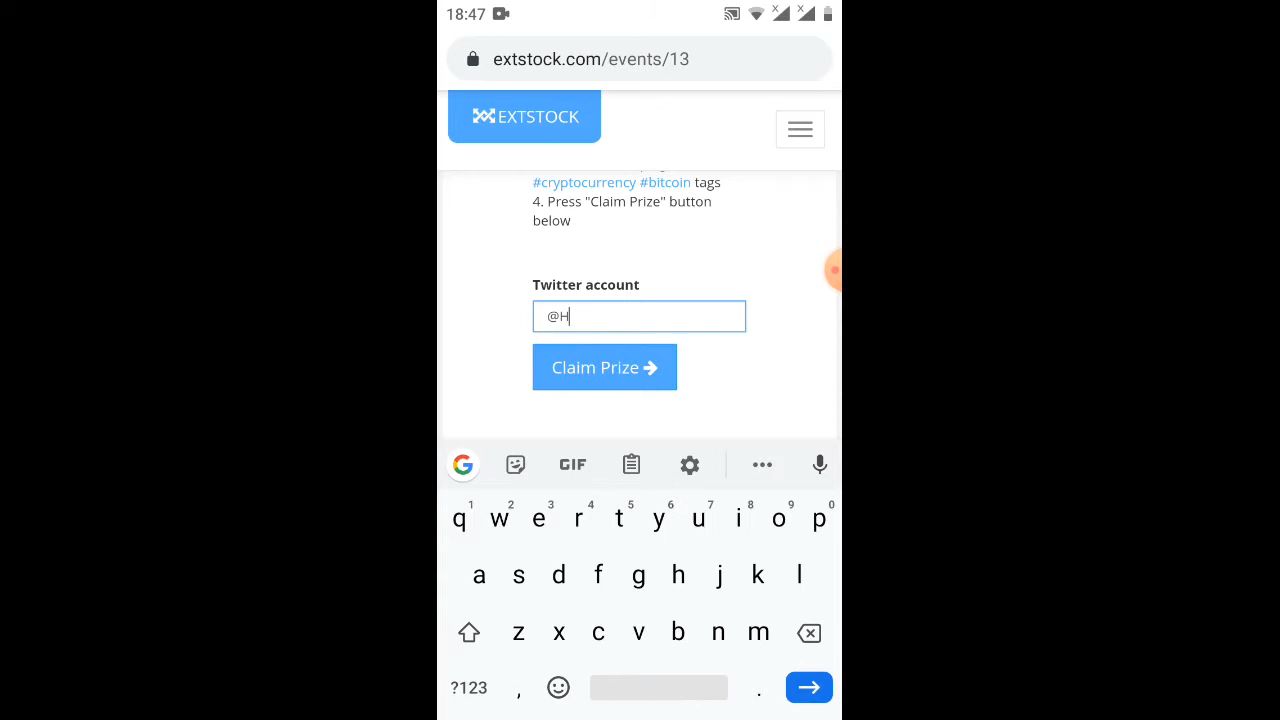 18:47
extstock.com/events/13
EXTSTOCK
#cryptocurrency #bitcoin tags
4. Press "Claim Prize" button
below
Twitter account
@H
Claim Prize
G GIF
1 2 3 4 5 6 7 8 9 0
q w e r t y u i o p
a s d f g h j k l
z x c v b n m
?123 , .